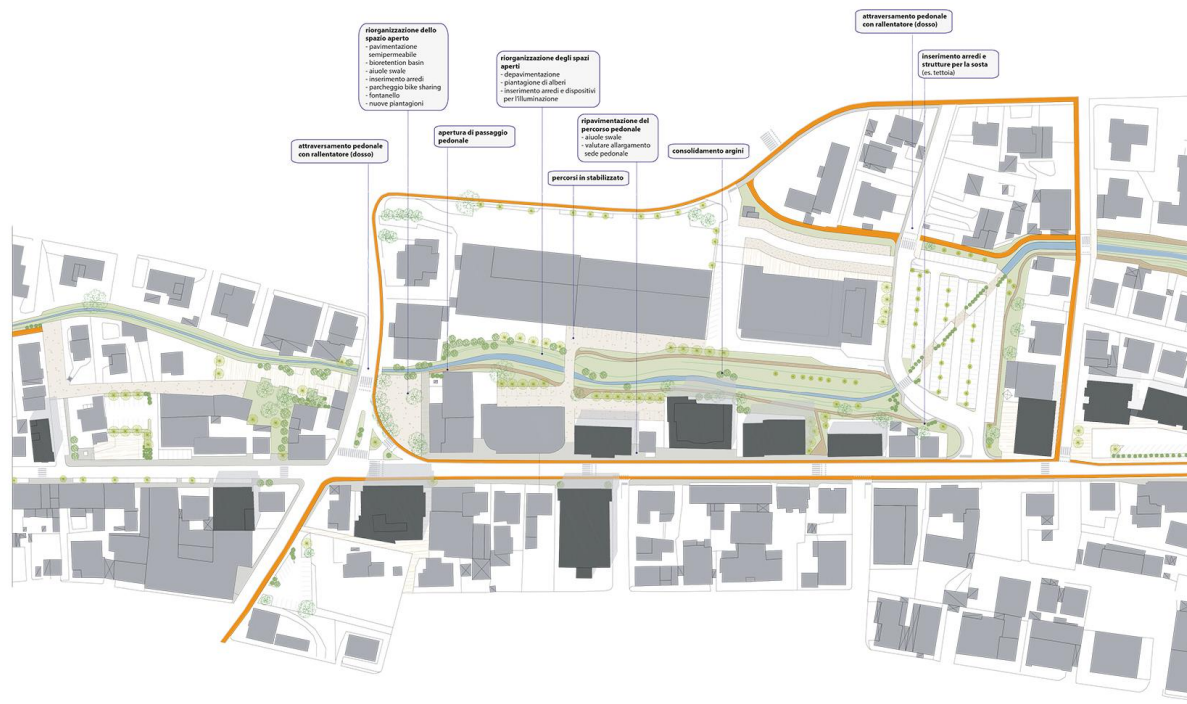 riorganizzazione dello
spazio aperto
- pavimentazione
semipermeabile
- bioretention basin
- aiuole swale
- inserimento arredi
- parcheggio bike sharing
- fontanello
- nuove piantagioni
riorganizzazione degli spazi
aperti
- depavimentazione
- piantagione di alberi
- inserimento arredi e dispositivi
per l'illuminazione
attraversamento pedonale
con rallentatore (dosso)
inserimento arredi e
strutture per la sosta
(es. tettoia)
attraversamento pedonale
con rallentatore (dosso)
apertura di passaggio
pedonale
ripavimentazione del
percorso pedonale
- aiuole swale
- valutare allargamento
sede pedonale
consolidamento argini
percorsi in stabilizzato